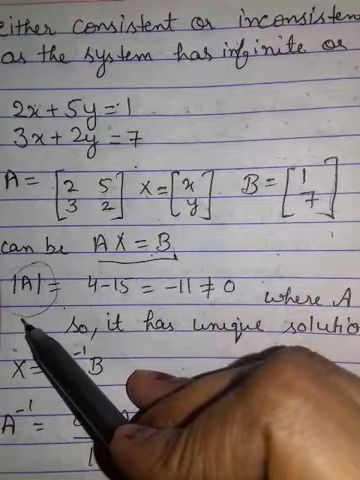 either consistent or inconsisten
as the system has infinite or
2x + 5y = 1
3x + 2y = 7
A = [2 5
3 2] X = [x
y] B = [1
7]
can be AX = B
|A| = 4 - 15 = -11 ≠ 0 where A
so, it has unique solutio
X = ⁻¹B
A⁻¹ =